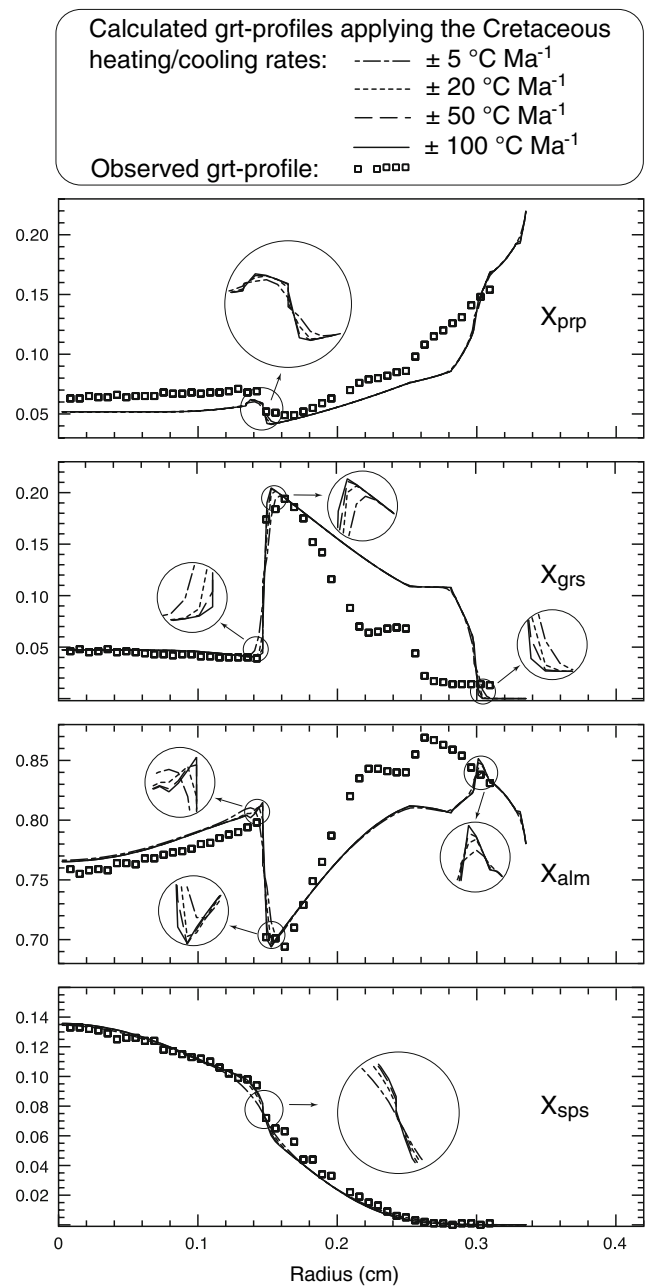 Calculated grt-profiles applying the Cretaceous
heating/cooling rates:
± 5 °C Ma-1
± 20 °C Ma-1
± 50 °C Ma-1
± 100 °C Ma-1
Observed grt-profile:
0.20
0.15
0.10
0.05
Xprp
0.20
0.15
0.10
0.05
Xgrs
0.85
0.80
0.75
0.70
Xalm
0.14
0.12
0.10
0.08
0.06
0.04
0.02
Xsps
0 0.1 0.2 0.3 0.4
Radius (cm)